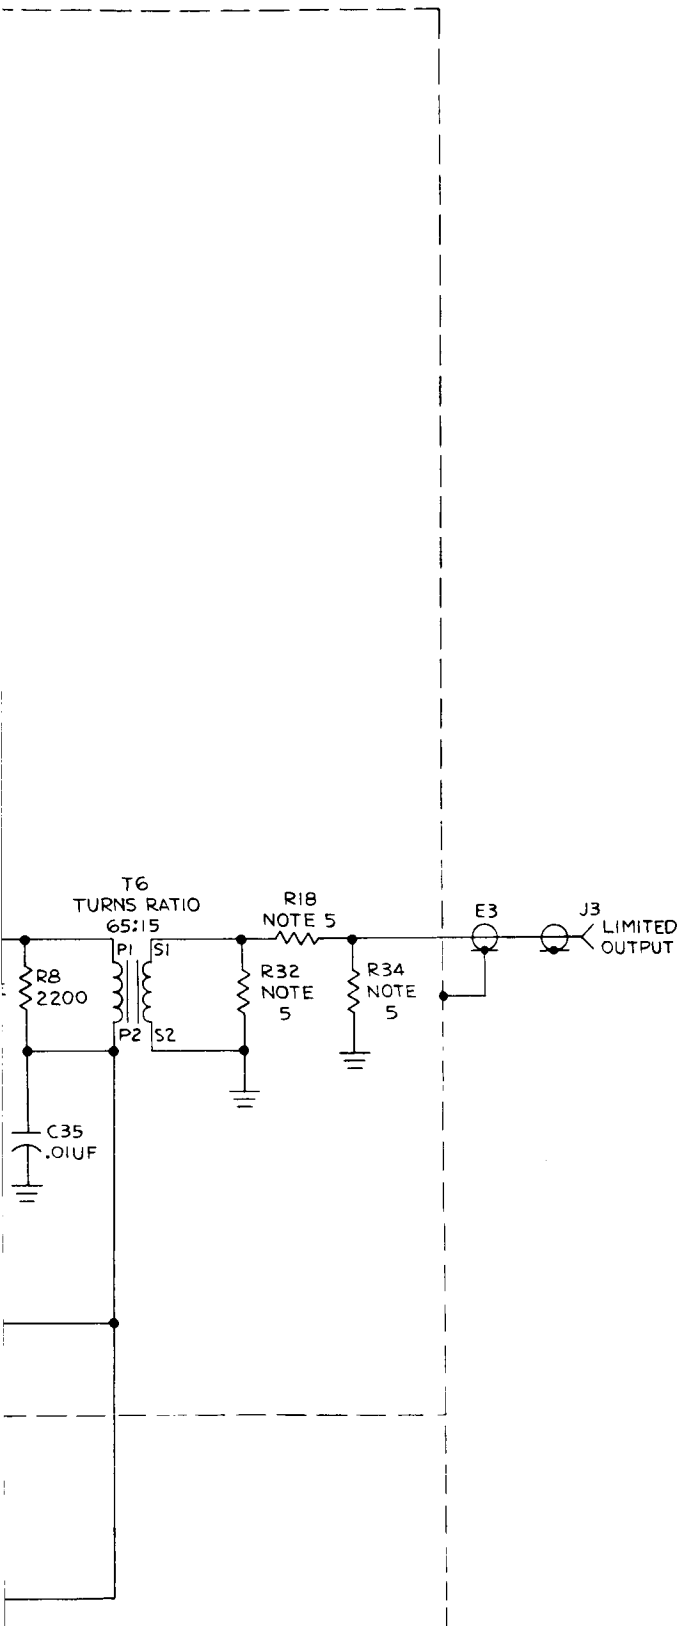 T6
TURNS RATIO
65:15
P1
S1
P2
S2
R8
2200
C35
.01UF
R18
NOTE 5
R32
NOTE
5
R34
NOTE
5
E3
J3
LIMITED
OUTPUT